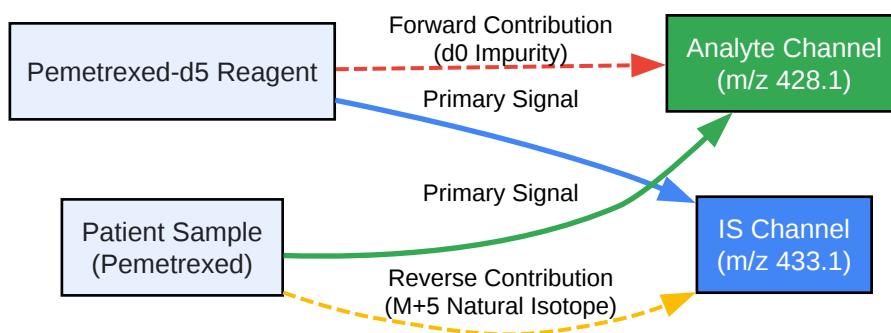 Forward Contribution
(d0 Impurity)
Pemetrexed-d5 Reagent
Analyte Channel
(m/z 428.1)
Primary Signal
Primary Signal
Patient Sample
(Pemetrexed)
IS Channel
(m/z 433.1)
Reverse Contribution
(M+5 Natural Isotope)